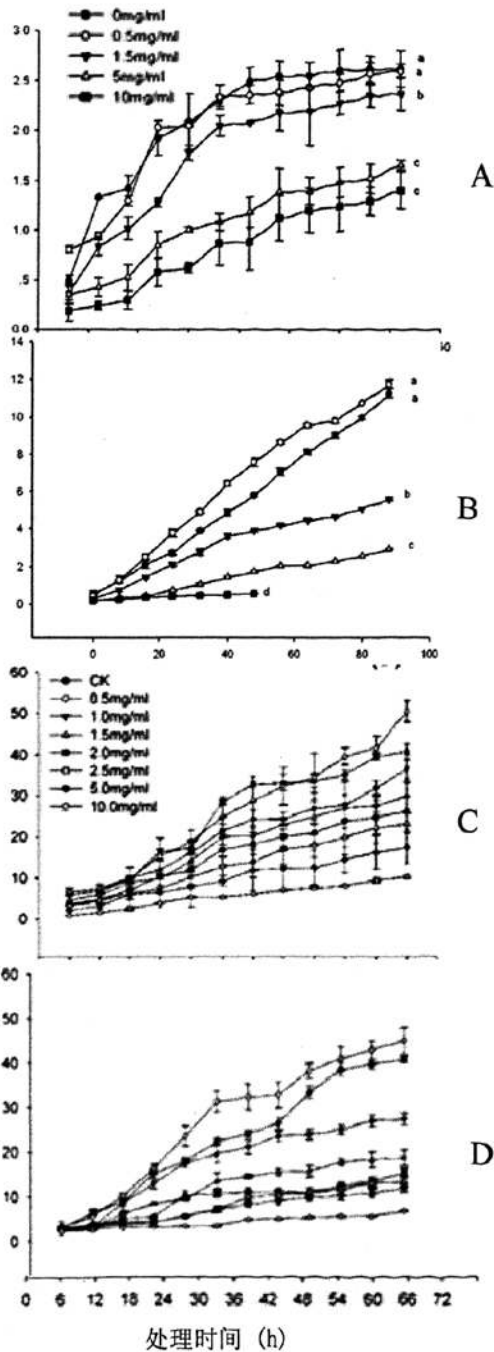 3.0
2.5
2.0
1.5
1.0
.5
0.0
0mg/ml
0.5mg/ml
1.5mg/ml
5mg/ml
10mg/ml
a
a
b
c
c
A
14
12
10
8
6
4
2
0
0
20
40
60
80
100
a
a
b
c
d
B
60
50
40
30
20
10
0
CK
0.5mg/ml
1.0mg/ml
1.5mg/ml
2.0mg/ml
2.5mg/ml
5.0mg/ml
10.0mg/ml
C
60
50
40
30
20
10
0
D
0 6 12 18 24 30 36 42 48 54 60 66 72
处理时间 (h)